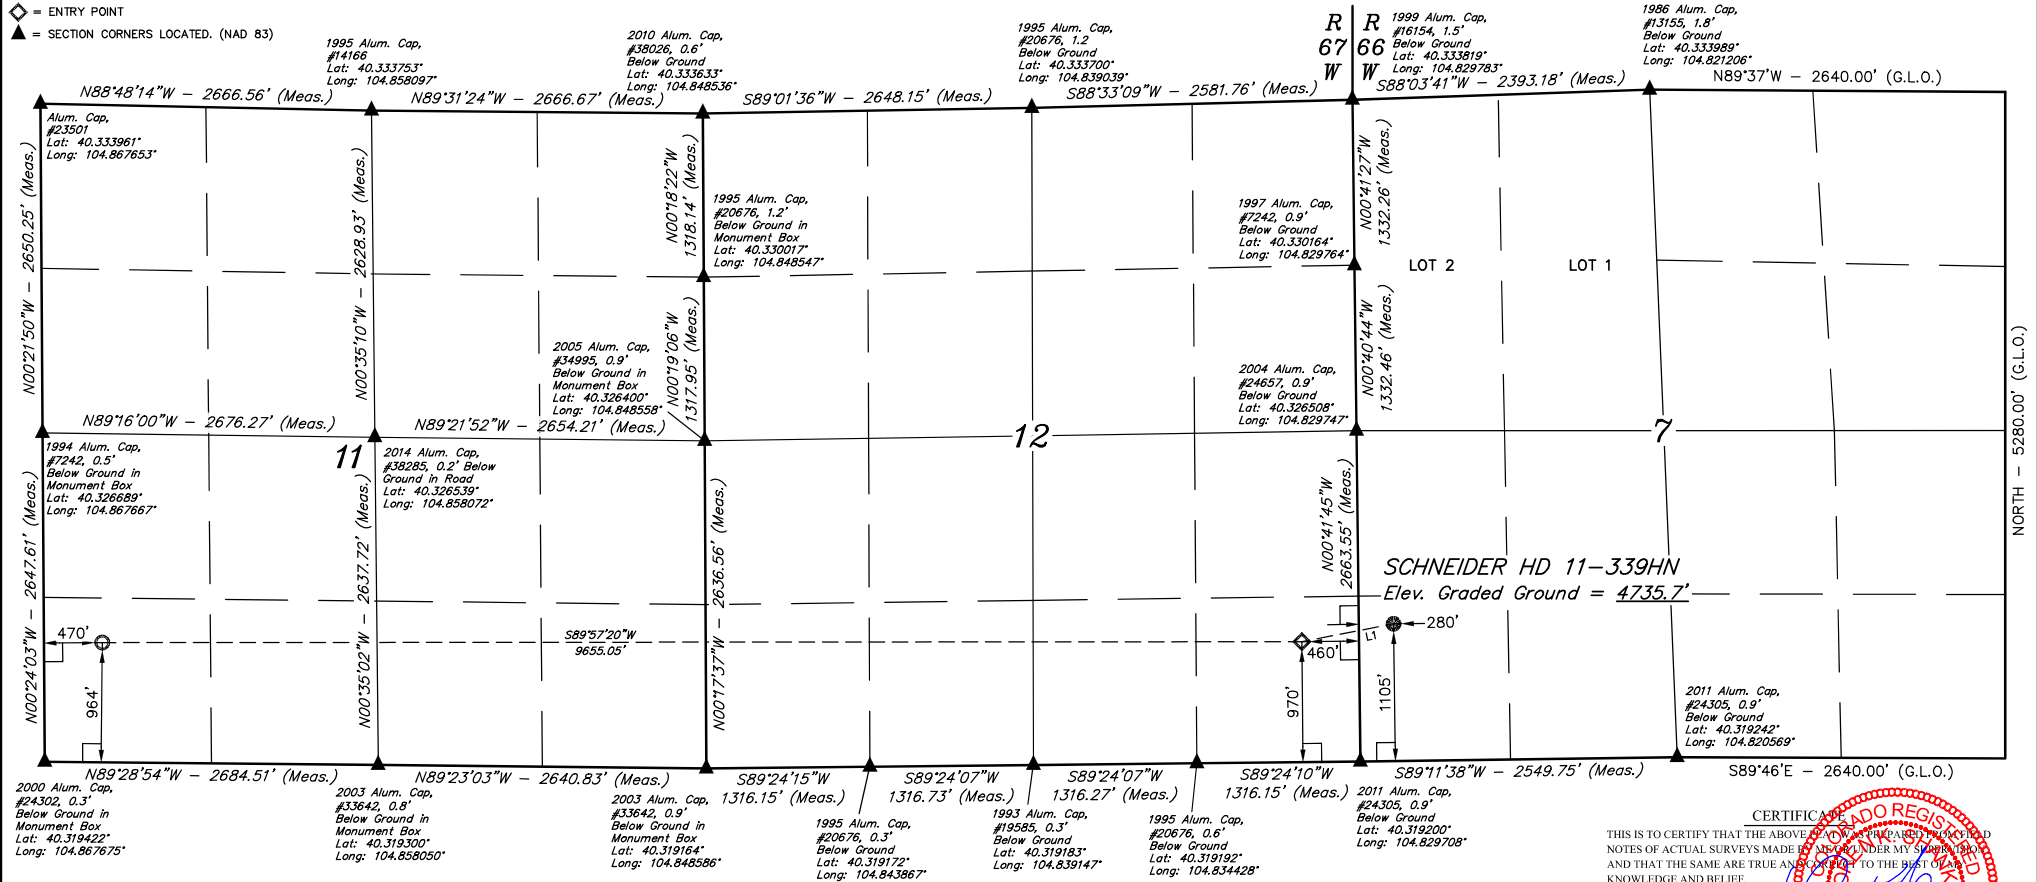 = ENTRY POINT
= SECTION CORNERS LOCATED. (NAD 83)
1995 Alum. Cap,
#14166
Lat: 40.333753°
Long: 104.858097°
2010 Alum. Cap,
#38026, 0.6'
Below Ground
Lat: 40.333633°
Long: 104.848536°
1995 Alum. Cap,
#20676, 1.2
Below Ground
Lat: 40.333700°
Long: 104.839039°
R R
67 66
W W
1999 Alum. Cap,
#16154, 1.5'
Below Ground
Lat: 40.333819°
Long: 104.829783°
1986 Alum. Cap,
#13155, 1.8'
Below Ground
Lat: 40.333989°
Long: 104.821206°
N88°48'14"W - 2666.56' (Meas.)
N89°31'24"W - 2666.67' (Meas.)
S89°01'36"W - 2648.15' (Meas.)
S88°33'09"W - 2581.76' (Meas.)
S88°03'41"W - 2393.18' (Meas.)
N89°37'W - 2640.00' (G.L.O.)
Alum. Cap,
#23501
Lat: 40.333961°
Long: 104.867653°
N00°21'50"W - 2650.25' (Meas.)
N00°35'10"W - 2628.93' (Meas.)
N00°18'22"W
1318.14' (Meas.)
1995 Alum. Cap,
#20676, 1.2'
Below Ground in
Monument Box
Lat: 40.330017°
Long: 104.848547°
1997 Alum. Cap,
#7242, 0.9'
Below Ground
Lat: 40.330164°
Long: 104.829764°
N00°41'27"W
1332.26' (Meas.)
LOT 2
LOT 1
2005 Alum. Cap,
#34995, 0.9'
Below Ground in
Monument Box
Lat: 40.326400°
Long: 104.848558°
N00°19'06"W
1317.95' (Meas.)
2004 Alum. Cap,
#24657, 0.9'
Below Ground
Lat: 40.326508°
Long: 104.829747°
N00°40'44"W
1332.46' (Meas.)
NORTH - 5280.00' (G.L.O.)
N89°16'00"W - 2676.27' (Meas.)
N89°21'52"W - 2654.21' (Meas.)
11
12
7
1994 Alum. Cap,
#7242, 0.5'
Below Ground in
Monument Box
Lat: 40.326689°
Long: 104.867667°
2014 Alum. Cap,
#38285, 0.2' Below
Ground in Road
Lat: 40.326539°
Long: 104.858072°
N00°24'03"W - 2647.61' (Meas.)
N00°35'02"W - 2637.72' (Meas.)
N00°17'37"W - 2636.56' (Meas.)
N00°41'45"W
2663.55' (Meas.)
SCHNEIDER HD 11-339HN
Elev. Graded Ground = 4735.7'
470'
S89°57'20"W
9655.05'
460'
L1
280'
964'
970'
1105'
2011 Alum. Cap,
#24305, 0.9'
Below Ground
Lat: 40.319242°
Long: 104.820569°
N89°28'54"W - 2684.51' (Meas.)
N89°23'03"W - 2640.83' (Meas.)
S89°24'15"W
1316.15' (Meas.)
S89°24'07"W
1316.73' (Meas.)
S89°24'07"W
1316.27' (Meas.)
S89°24'10"W
1316.15' (Meas.)
S89°11'38"W - 2549.75' (Meas.)
S89°46'E - 2640.00' (G.L.O.)
2000 Alum. Cap,
#24302, 0.3'
Below Ground in
Monument Box
Lat: 40.319422°
Long: 104.867675°
2003 Alum. Cap,
#33642, 0.8'
Below Ground in
Monument Box
Lat: 40.319300°
Long: 104.858050°
2003 Alum. Cap,
#33642, 0.9'
Below Ground in
Monument Box
Lat: 40.319164°
Long: 104.848586°
1995 Alum. Cap,
#20676, 0.3'
Below Ground
Lat: 40.319172°
Long: 104.843867°
1993 Alum. Cap,
#19585, 0.3'
Below Ground
Lat: 40.319183°
Long: 104.839147°
1995 Alum. Cap,
#20676, 0.6'
Below Ground
Lat: 40.319192°
Long: 104.834428°
2011 Alum. Cap,
#24305, 0.9'
Below Ground
Lat: 40.319200°
Long: 104.829708°
CERTIFICATE
THIS IS TO CERTIFY THAT THE ABOVE PLAT WAS PREPARED FROM FIELD
NOTES OF ACTUAL SURVEYS MADE BY ME OR UNDER MY SUPERVISION
AND THAT THE SAME ARE TRUE AND CORRECT TO THE BEST OF MY
KNOWLEDGE AND BELIEF.
COLORADO REGISTERED